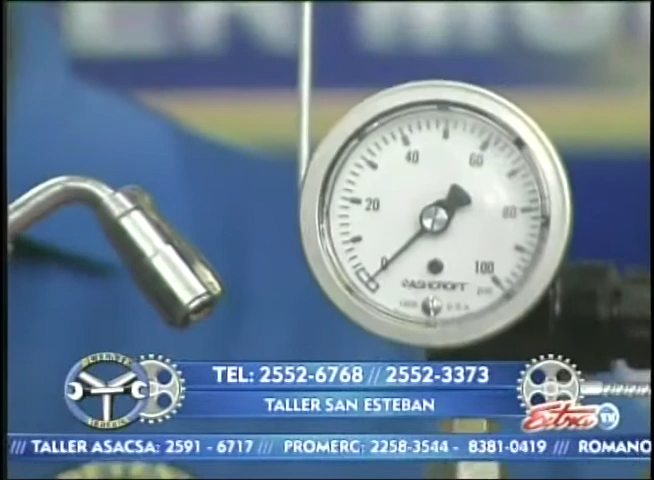 40
60
20
80
0
100
ASHCROFT
U.S.A.
TEL: 2552-6768 // 2552-3373
TALLER SAN ESTEBAN
Extra TV
/// TALLER ASACSA: 2591 - 6717 /// PROMERC: 2258-3544 - 8381-0419 /// ROMANO